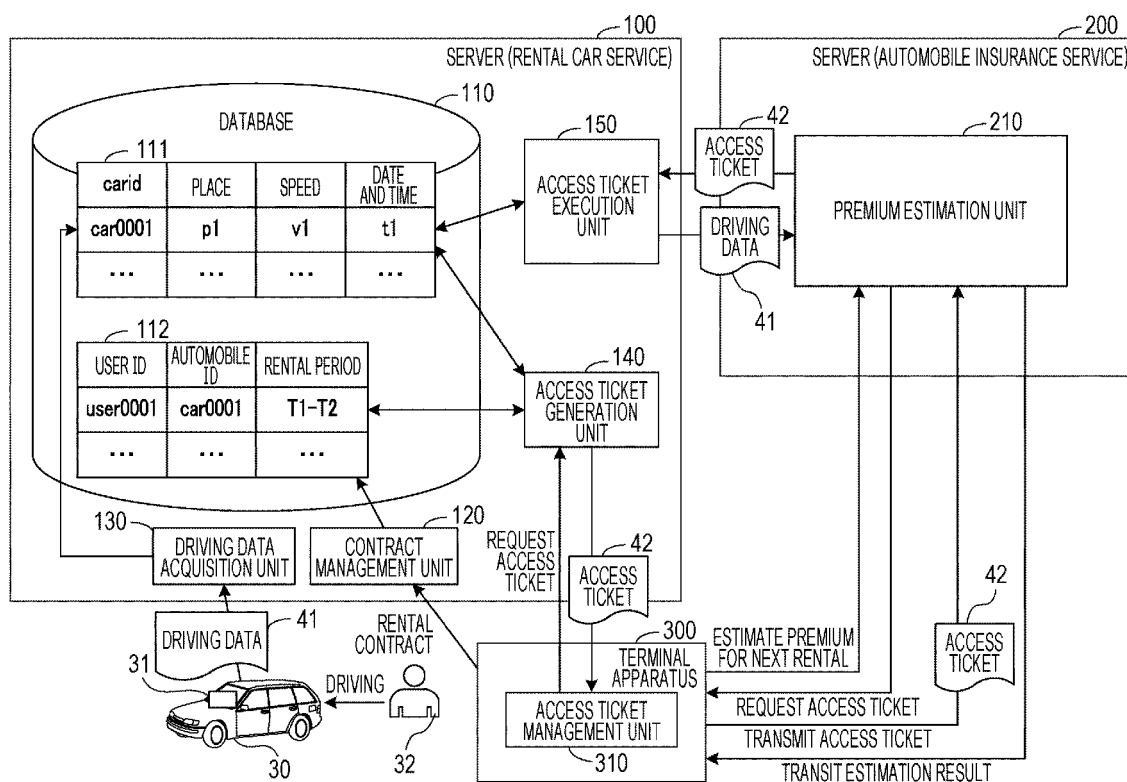 100
SERVER (RENTAL CAR SERVICE)
110
DATABASE
111
carid
PLACE
SPEED
DATE
AND TIME
car0001
p1
v1
t1
...
...
...
...
112
USER ID
AUTOMOBILE
ID
RENTAL PERIOD
user0001
car0001
T1-T2
...
...
...
150
ACCESS TICKET
EXECUTION
UNIT
140
ACCESS TICKET
GENERATION
UNIT
130
DRIVING DATA
ACQUISITION UNIT
120
CONTRACT
MANAGEMENT UNIT
REQUEST
ACCESS
TICKET
42
ACCESS
TICKET
200
SERVER (AUTOMOBILE INSURANCE SERVICE)
42
ACCESS
TICKET
DRIVING
DATA
41
210
PREMIUM ESTIMATION UNIT
41
DRIVING DATA
31
30
DRIVING
RENTAL
CONTRACT
32
300
TERMINAL
APPARATUS
ACCESS TICKET
MANAGEMENT UNIT
310
ESTIMATE PREMIUM
FOR NEXT RENTAL
REQUEST ACCESS TICKET
42
ACCESS
TICKET
TRANSMIT ACCESS TICKET
TRANSIT ESTIMATION RESULT